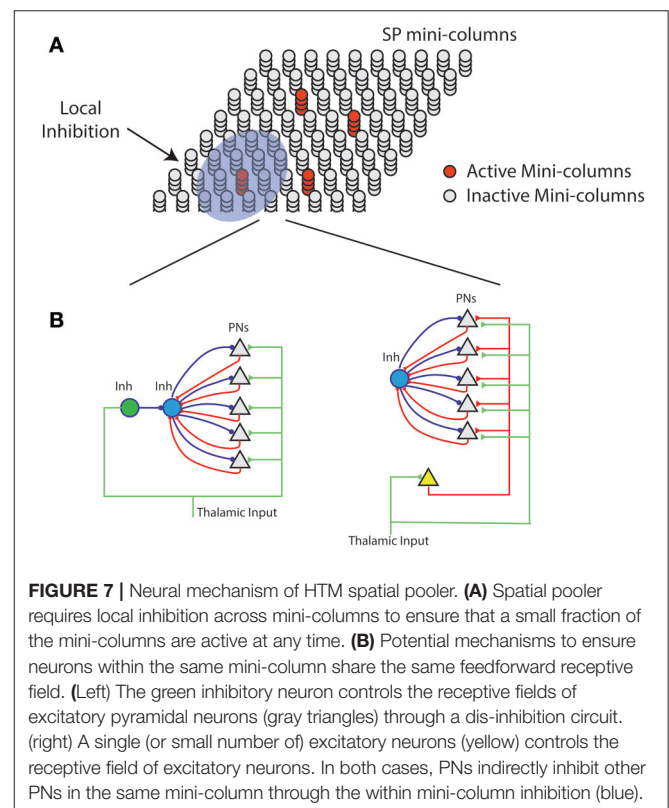 A
SP mini-columns
Local
Inhibition
Active Mini-columns
Inactive Mini-columns
B
PNs
Inh
Inh
Thalamic Input
PNs
Inh
Thalamic Input
FIGURE 7 | Neural mechanism of HTM spatial pooler. (A) Spatial pooler
requires local inhibition across mini-columns to ensure that a small fraction of
the mini-columns are active at any time. (B) Potential mechanisms to ensure
neurons within the same mini-column share the same feedforward receptive
field. (Left) The green inhibitory neuron controls the receptive fields of
excitatory pyramidal neurons (gray triangles) through a dis-inhibition circuit.
(right) A single (or small number of) excitatory neurons (yellow) controls the
receptive field of excitatory neurons. In both cases, PNs indirectly inhibit other
PNs in the same mini-column through the within mini-column inhibition (blue).